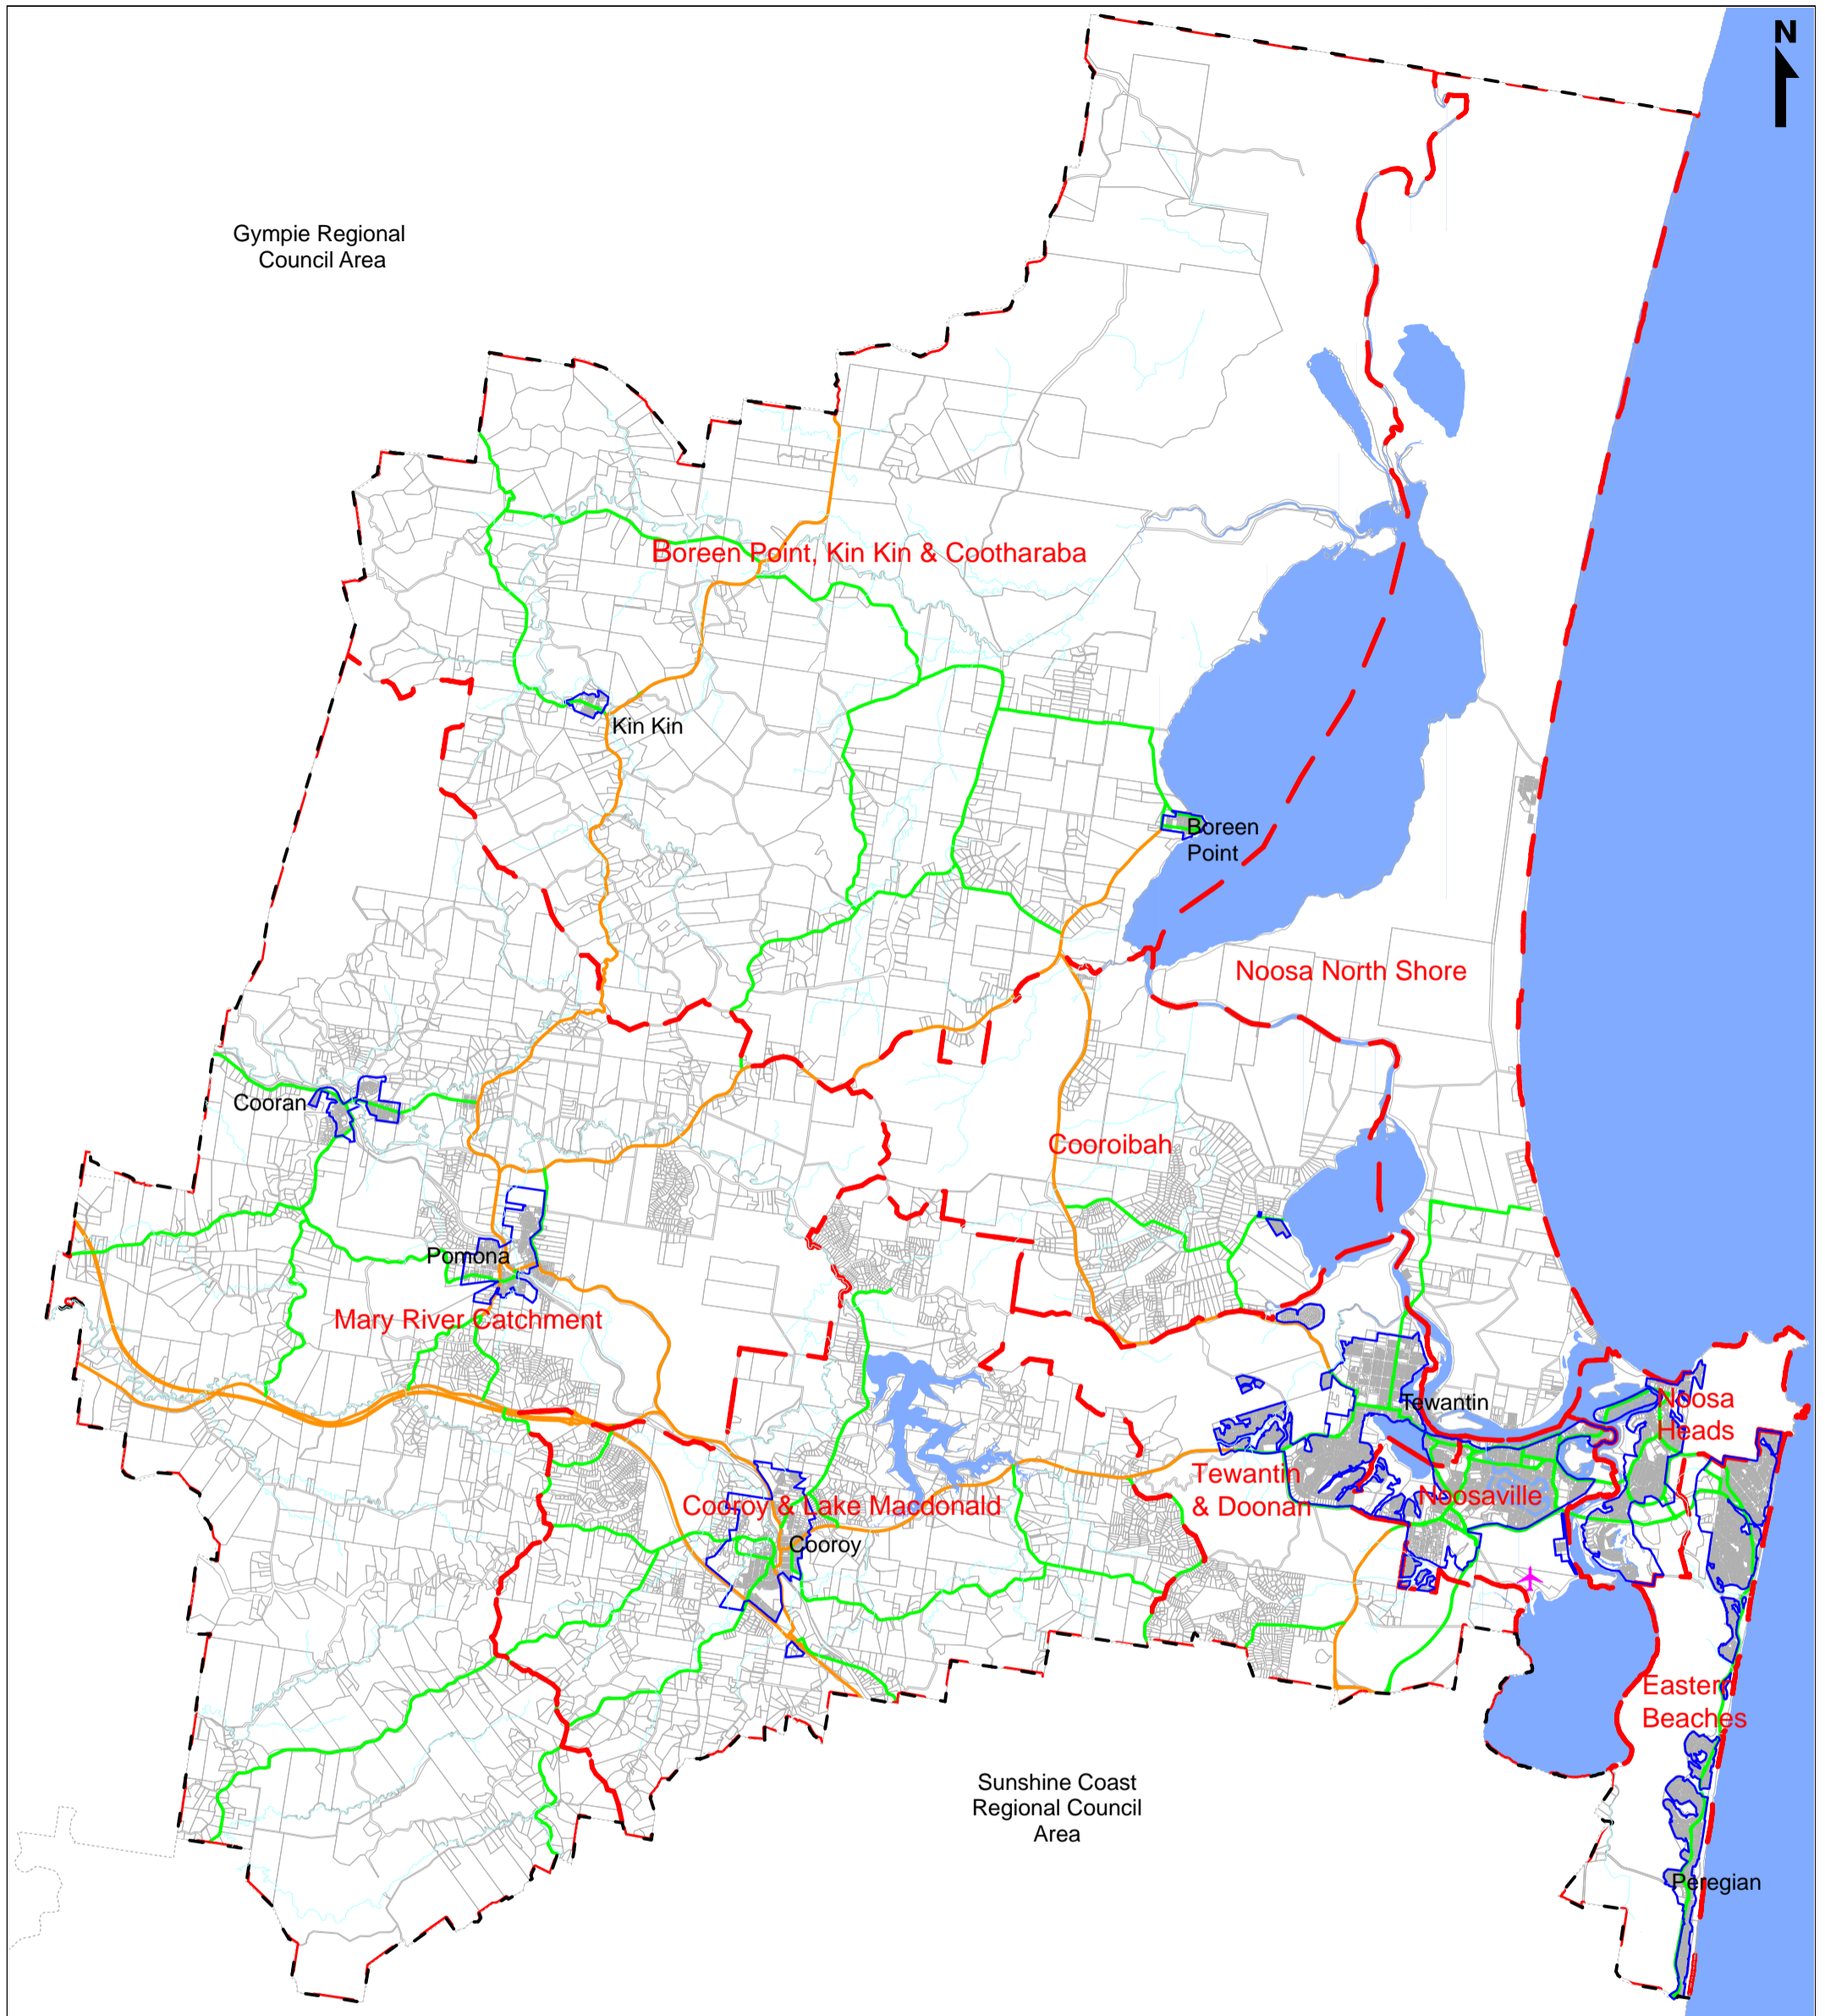 N
Gympie Regional
Council Area
Boreen Point, Kin Kin & Cootharaba
Kin Kin
Boreen
Point
Noosa North Shore
Cooran
Cooroibah
Pomona
Mary River Catchment
Tewantin
Noosa
Heads
Tewantin
& Doonan
Noosaville
Cooroy & Lake Macdonald
Cooroy
Eastern
Beaches
Sunshine Coast
Regional Council
Area
Peregian